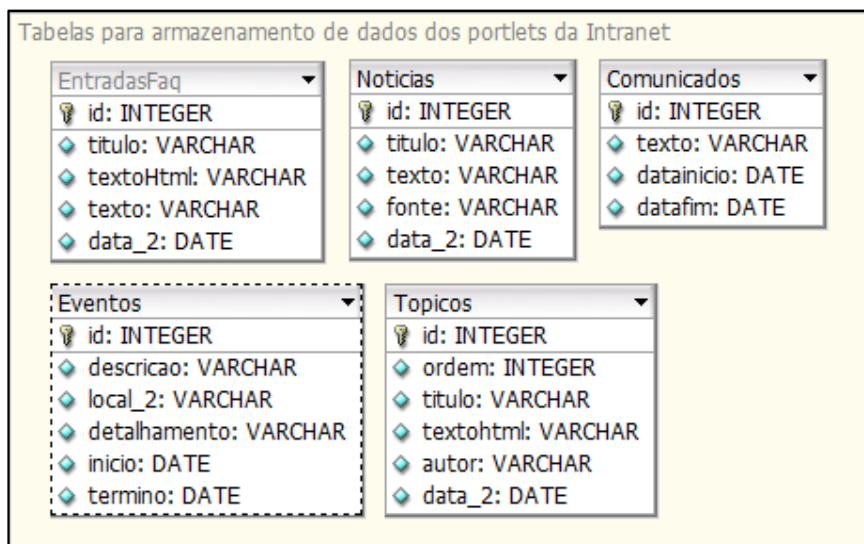 Tabelas para armazenamento de dados dos portlets da Intranet
EntradasFaq
id: INTEGER
titulo: VARCHAR
textoHtml: VARCHAR
texto: VARCHAR
data_2: DATE
Noticias
id: INTEGER
titulo: VARCHAR
texto: VARCHAR
fonte: VARCHAR
data_2: DATE
Comunicados
id: INTEGER
texto: VARCHAR
datainicio: DATE
datafim: DATE
Eventos
id: INTEGER
descricao: VARCHAR
local_2: VARCHAR
detalhamento: VARCHAR
inicio: DATE
termino: DATE
Topicos
id: INTEGER
ordem: INTEGER
titulo: VARCHAR
textohtml: VARCHAR
autor: VARCHAR
data_2: DATE